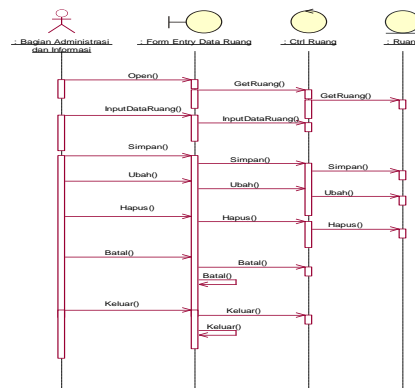 : Bagian Administrasi
dan Informasi
: Form Entry Data Ruang
: Ctrl Ruang
: Ruan
Open()
GetRuang()
GetRuang()
InputDataRuang()
InputDataRuang()
Simpan()
Simpan()
Simpan()
Ubah()
Ubah()
Ubah()
Hapus()
Hapus()
Hapus()
Batal()
Batal()
Batal()
Keluar()
Keluar()
Keluar()